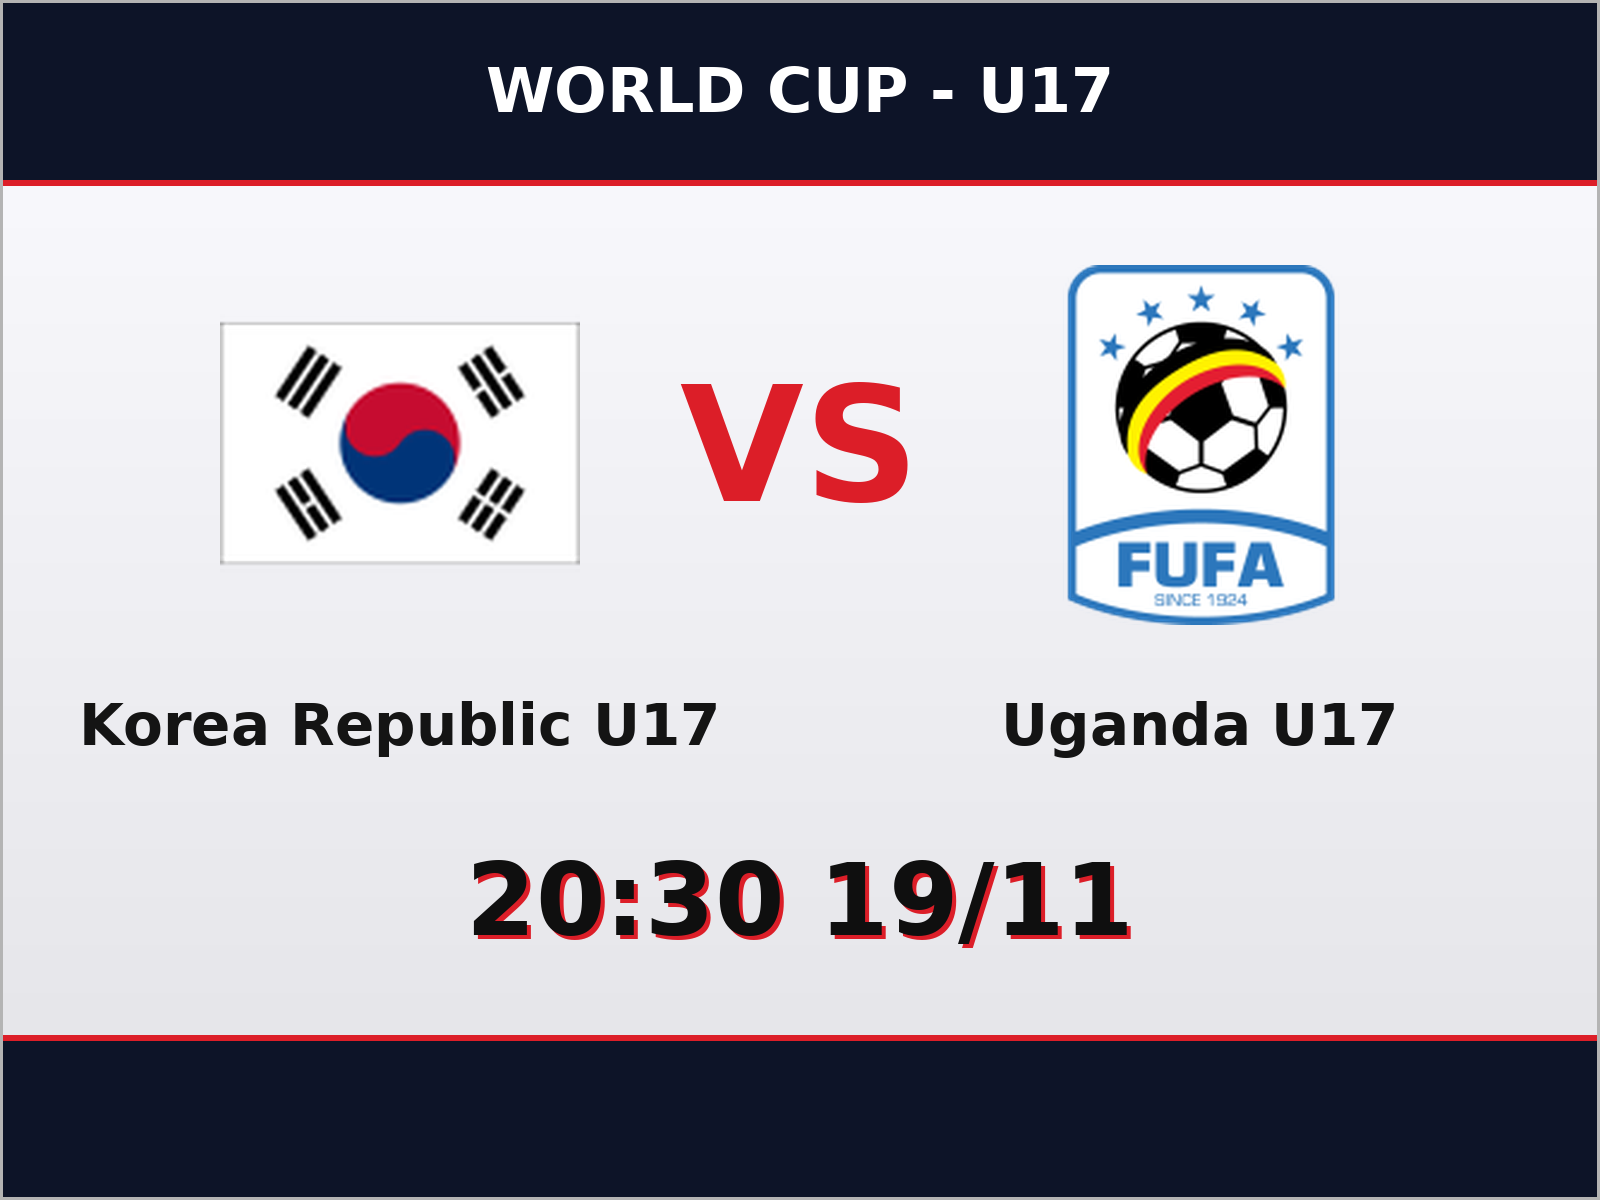 WORLD CUP - U17
VS
FUFA
SINCE 1924
Korea Republic U17
Uganda U17
20:30 19/11